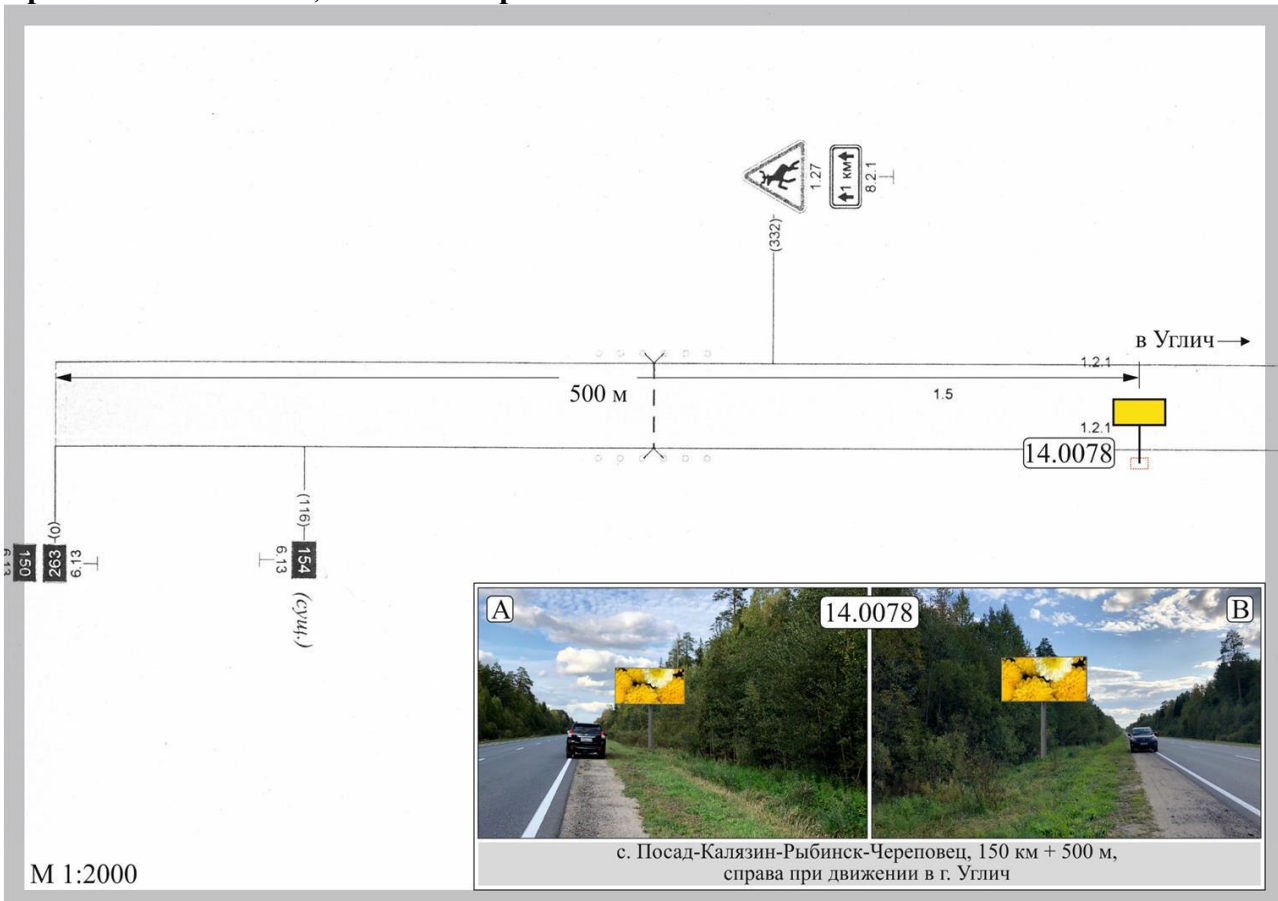 1.27
1 км
8.2.1
(332)
в Углич
1.2.1
500 м
1.5
1.2.1
14.0078
(0)
(116)
6.13
150
263
6.13
6.13
154
(сущ.)
A
14.0078
B
с. Посад-Калязин-Рыбинск-Череповец, 150 км + 500 м,
справа при движении в г. Углич
М 1:2000